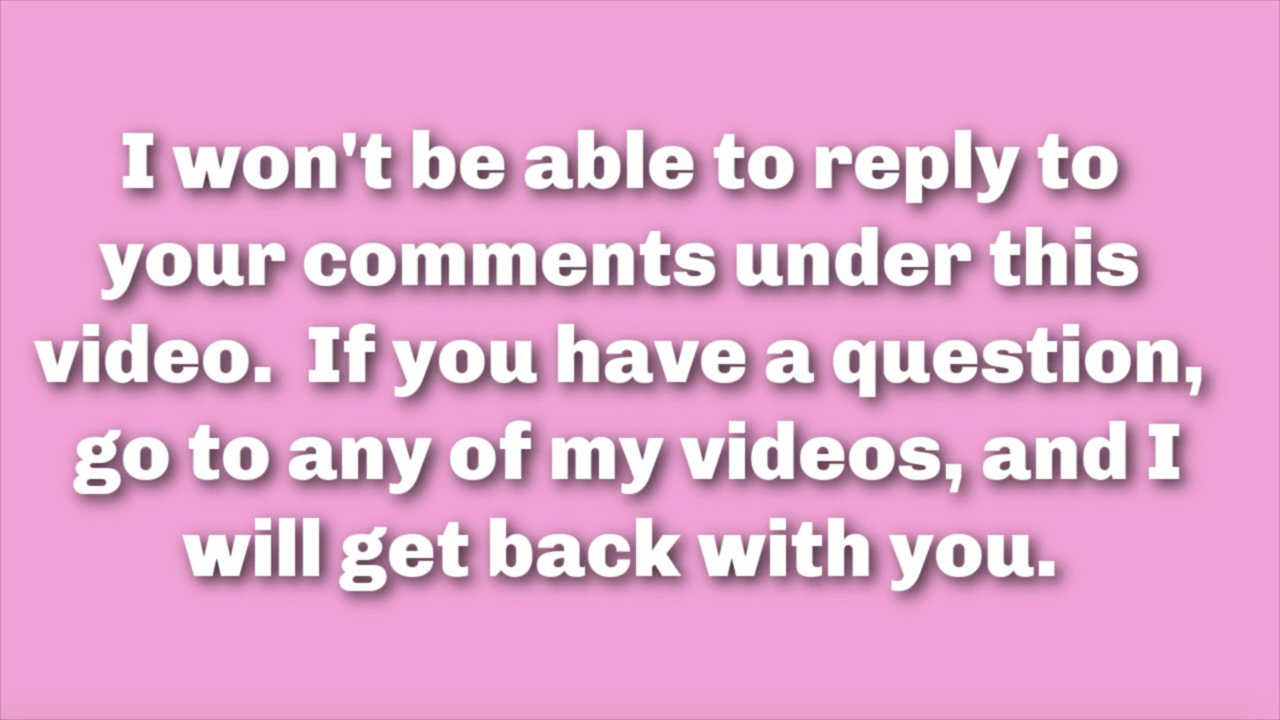 I won't be able to reply to
your comments under this
video.  If you have a question,
go to any of my videos, and I
will get back with you.